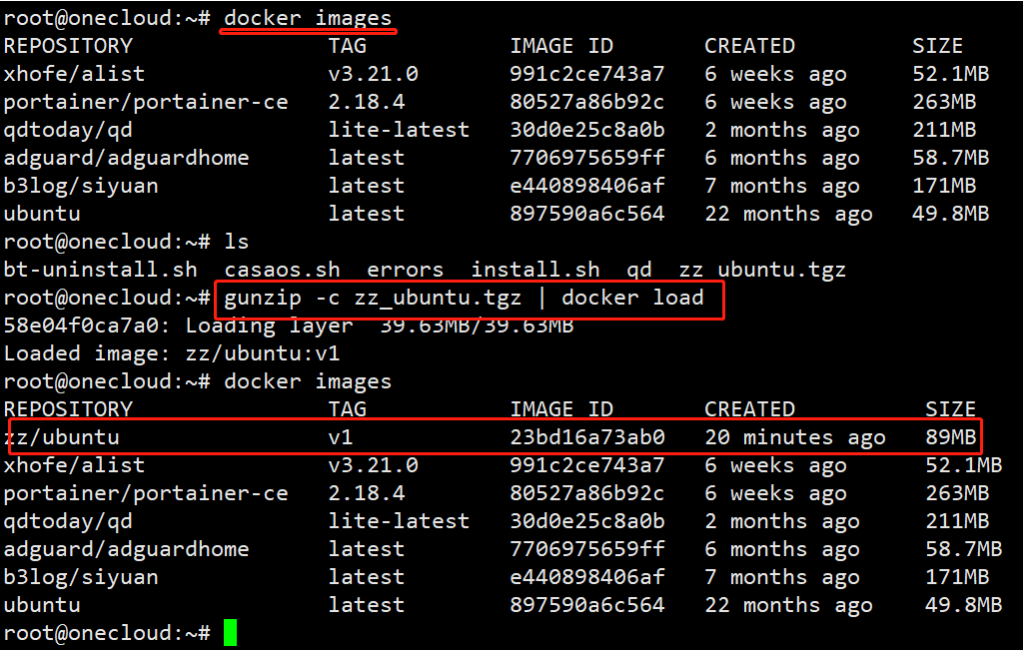 root@onecloud:~# docker images
REPOSITORY TAG IMAGE ID CREATED SIZE
xhofe/alist v3.21.0 991c2ce743a7 6 weeks ago 52.1MB
portainer/portainer-ce 2.18.4 80527a86b92c 6 weeks ago 263MB
qdtoday/qd lite-latest 30d0e25c8a0b 2 months ago 211MB
adguard/adguardhome latest 7706975659ff 6 months ago 58.7MB
b3log/siyuan latest e440898406af 7 months ago 171MB
ubuntu latest 897590a6c564 22 months ago 49.8MB
root@onecloud:~# ls
bt-uninstall.sh casaos.sh errors install.sh qd zz_ubuntu.tgz
root@onecloud:~# gunzip -c zz_ubuntu.tgz | docker load
58e04f0ca7a0: Loading layer 39.63MB/39.63MB
Loaded image: zz/ubuntu:v1
root@onecloud:~# docker images
REPOSITORY TAG IMAGE ID CREATED SIZE
zz/ubuntu v1 23bd16a73ab0 20 minutes ago 89MB
xhofe/alist v3.21.0 991c2ce743a7 6 weeks ago 52.1MB
portainer/portainer-ce 2.18.4 80527a86b92c 6 weeks ago 263MB
qdtoday/qd lite-latest 30d0e25c8a0b 2 months ago 211MB
adguard/adguardhome latest 7706975659ff 6 months ago 58.7MB
b3log/siyuan latest e440898406af 7 months ago 171MB
ubuntu latest 897590a6c564 22 months ago 49.8MB
root@onecloud:~#